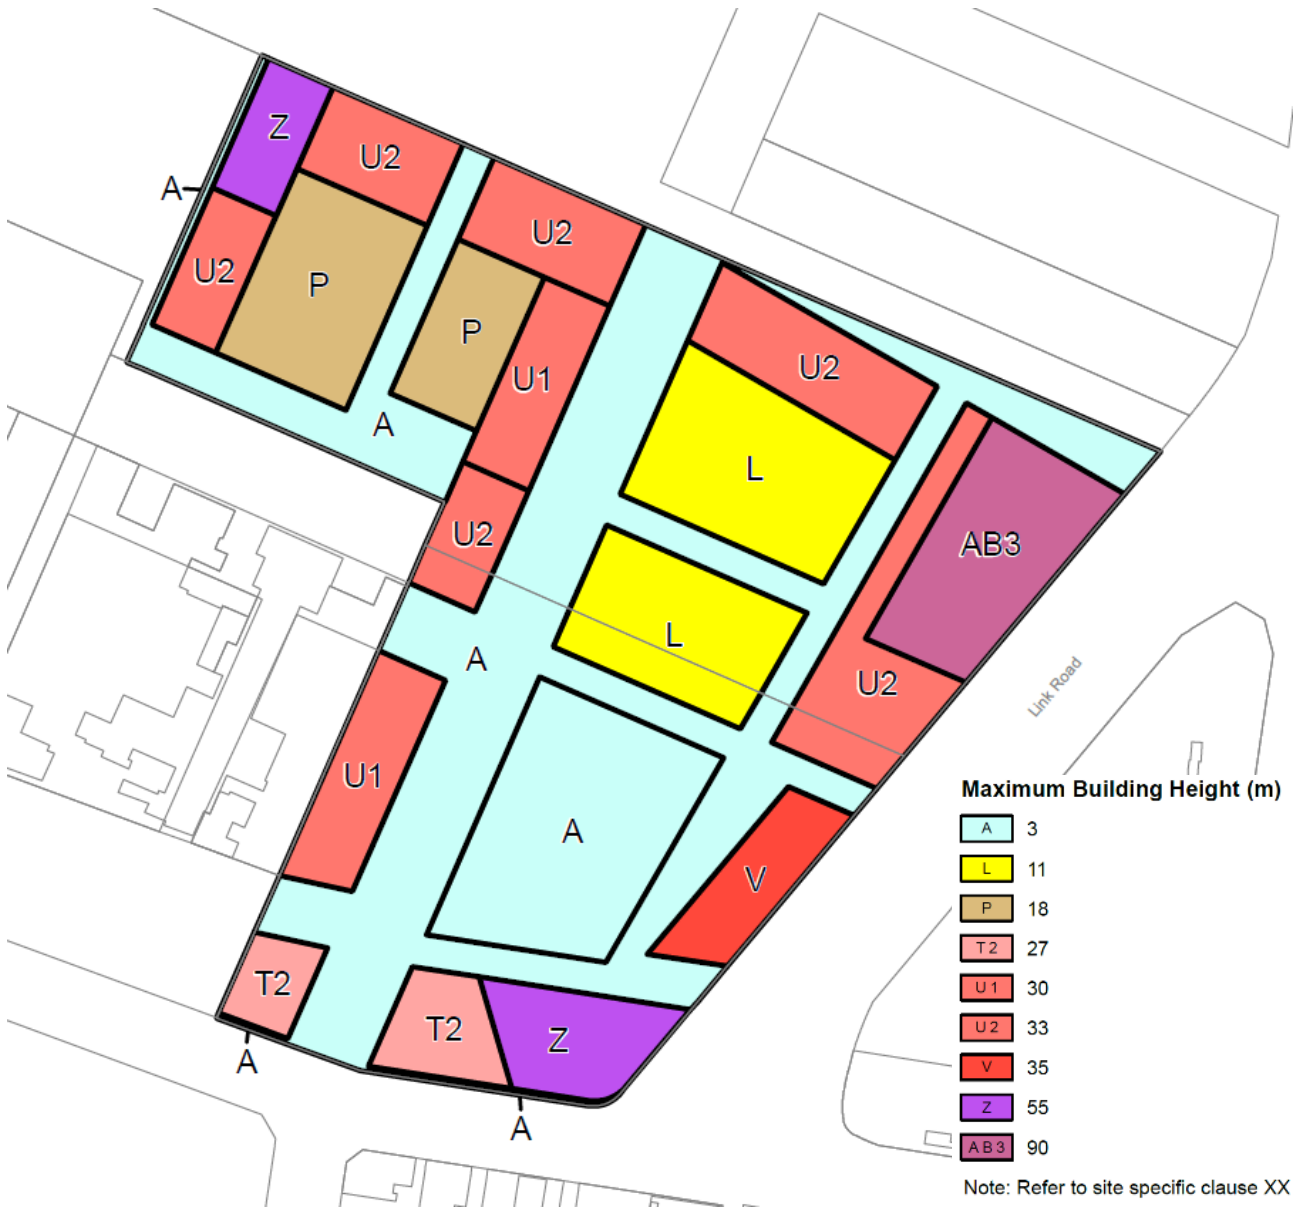 Z
U2
A
U2
U2
P
P
U2
U1
A
L
U2
AB3
L
A
U2
U1
A
V
T2
T2
Z
A
A
Link Road
Maximum Building Height (m)
A 3
L 11
P 18
T2 27
U1 30
U2 33
V 35
Z 55
AB3 90
Note: Refer to site specific clause XX